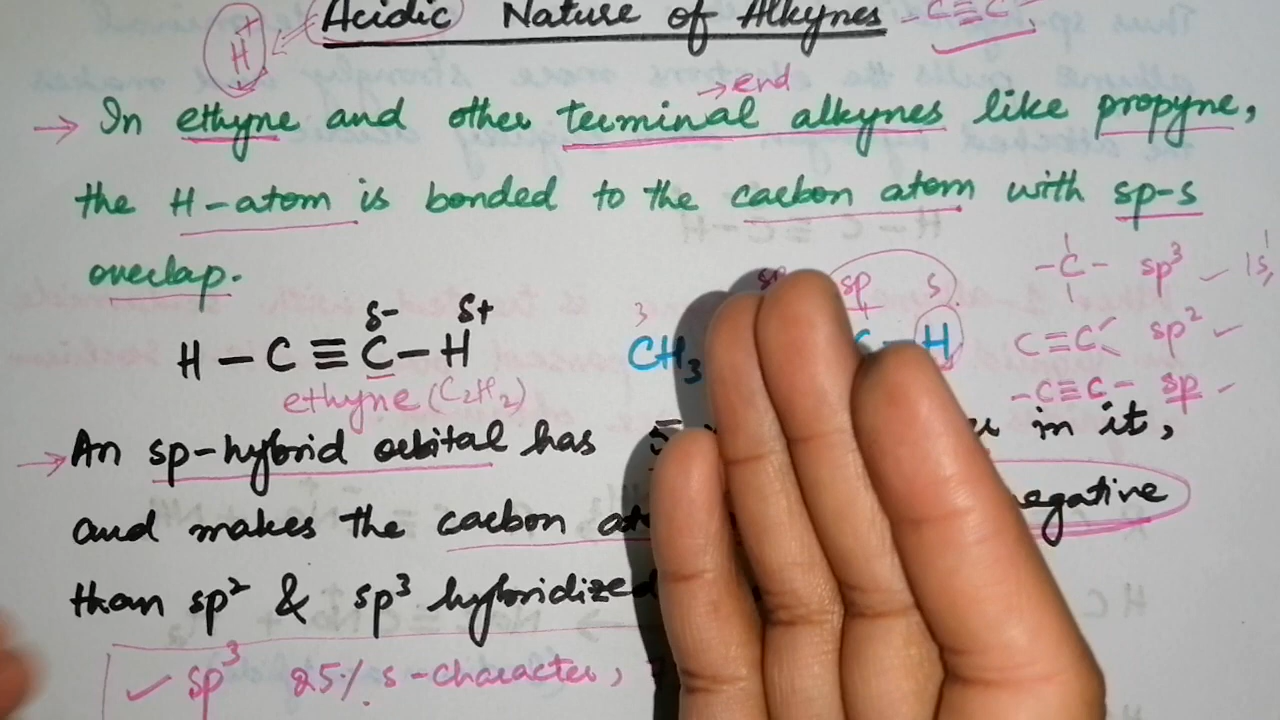 H⁺ Acidic Nature of Alkynes -C≡C-
→ end
→ In ethyne and other terminal alkynes like propyne,
the H-atom is bonded to the carbon atom with sp-s
overlap.
-C- sp³ 1s,
δ- δ+ sp s
H - C ≡ C - H 3 CH₃ H C≡C sp²
ethyne (C₂H₂) -C≡C- sp
→ An sp-hybrid orbital has in it,
and makes the carbon egative
than sp² & sp³ hybridized
✓ sp³ 25% s-character,